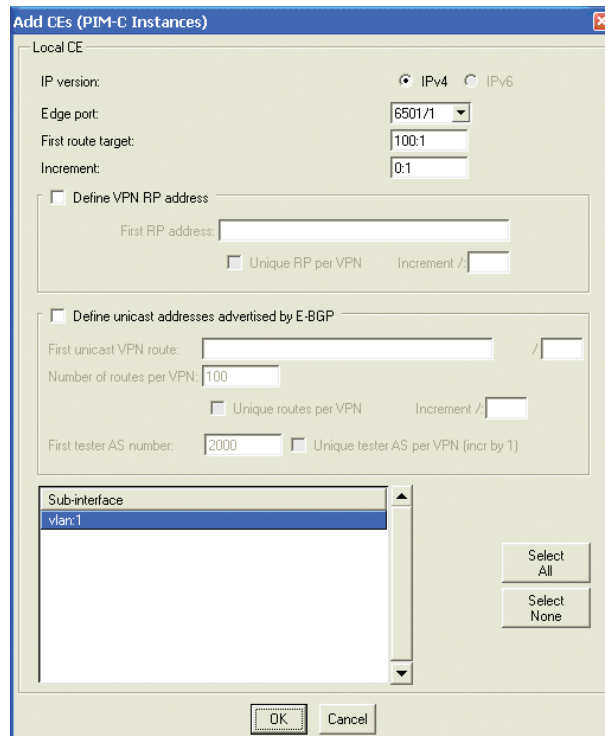 Add CEs (PIM-C Instances)
Local CE
IP version: IPv4 IPv6
Edge port: 6501/1
First route target: 100:1
Increment: 0:1
Define VPN RP address
First RP address:
Unique RP per VPN Increment /:
Define unicast addresses advertised by E-BGP
First unicast VPN route: /
Number of routes per VPN: 100
Unique routes per VPN Increment /:
First tester AS number: 2000 Unique tester AS per VPN (incr by 1)
Sub-interface
vlan:1
Select
All
Select
None
OK Cancel